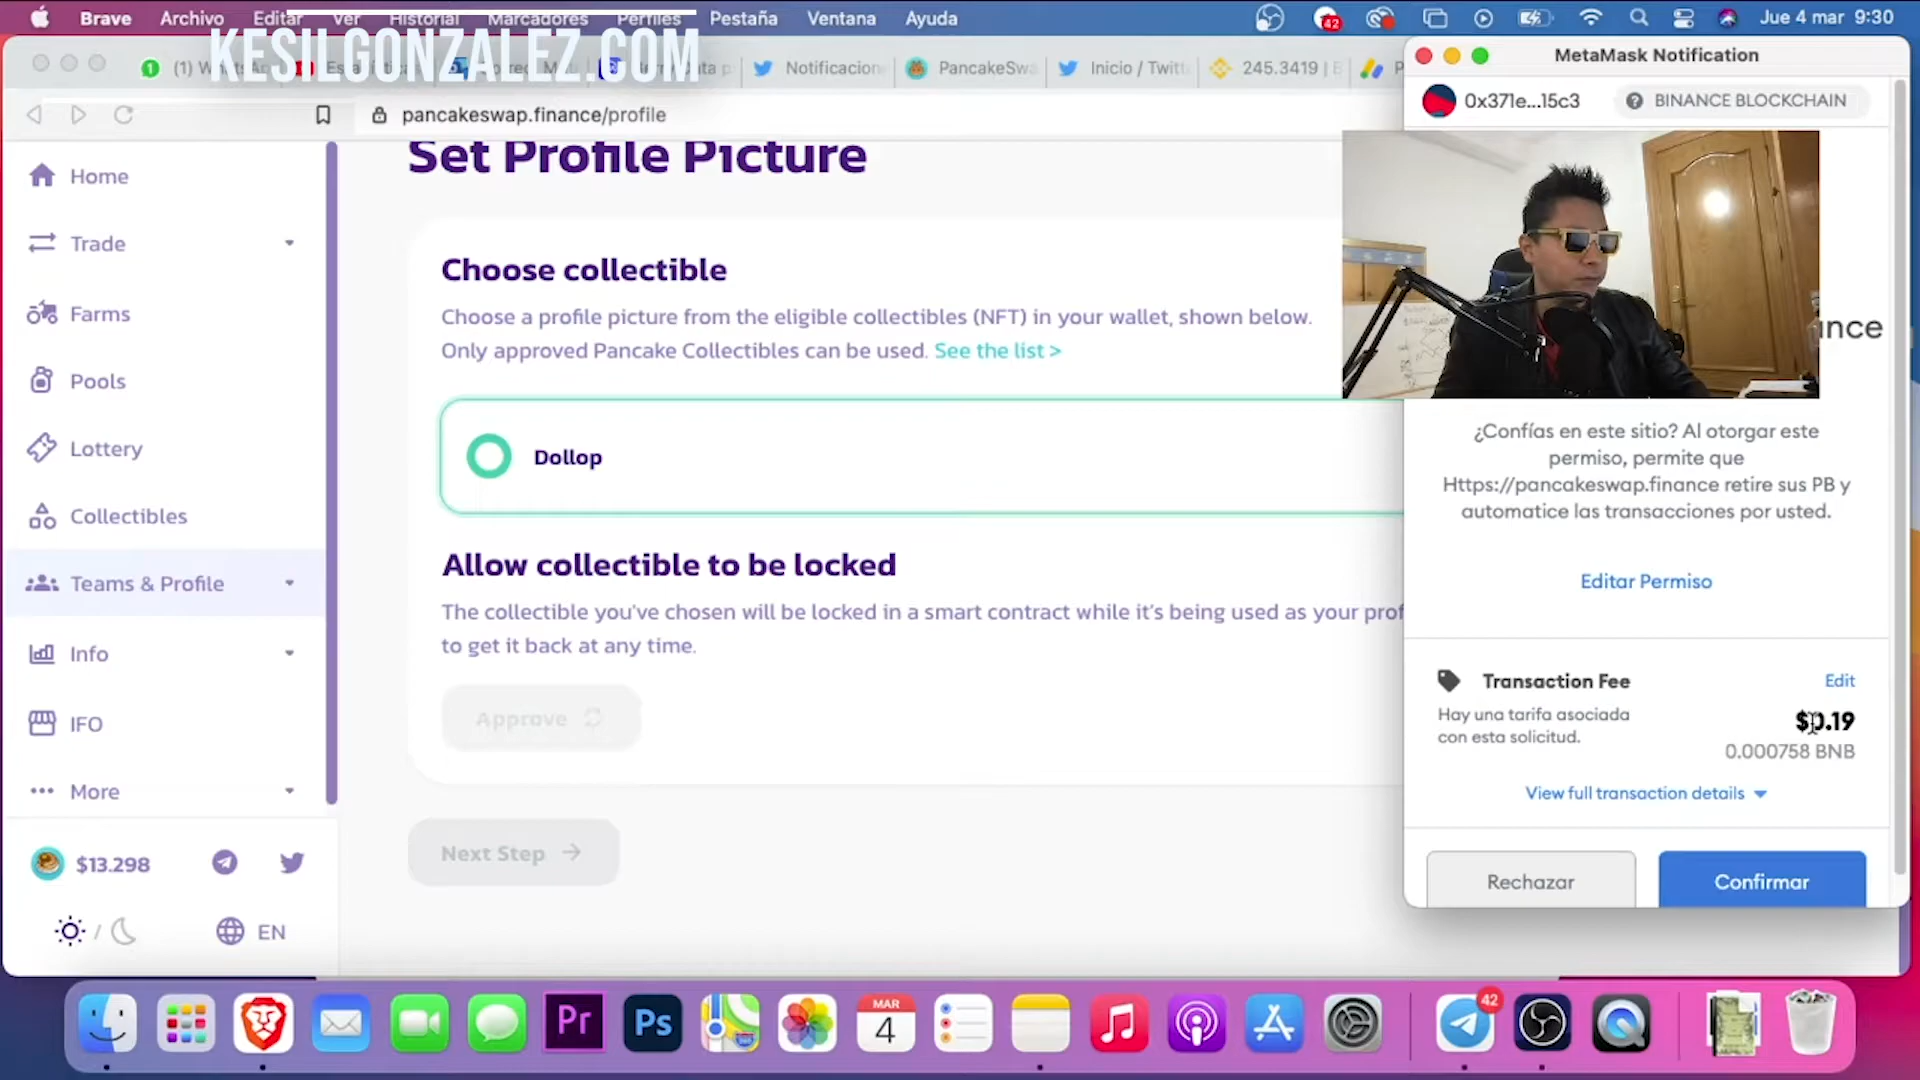 Brave Archivo Editar Ver Historial Marcadores Perfiles Pestaña Ventana Ayuda
42
Jue 4 mar 9:30
KESILGONZALEZ.COM
Notificacion
PancakeSwa
Inicio / Twitt
245.3419 | B
pancakeswap.finance/profile
Home
Trade
Farms
Pools
Lottery
Collectibles
Teams & Profile
Info
IFO
More
$13.298
EN
Set Profile Picture
Choose collectible
Choose a profile picture from the eligible collectibles (NFT) in your wallet, shown below.
Only approved Pancake Collectibles can be used. See the list >
Dollop
Allow collectible to be locked
The collectible you've chosen will be locked in a smart contract while it's being used as your prof
to get it back at any time.
Approve
Next Step →
MetaMask Notification
0x371e...15c3
BINANCE BLOCKCHAIN
ance
¿Confías en este sitio? Al otorgar este
permiso, permite que
Https://pancakeswap.finance retire sus PB y
automatice las transacciones por usted.
Editar Permiso
Transaction Fee
Edit
Hay una tarifa asociada
con esta solicitud.
$0.19
0.000758 BNB
View full transaction details
Rechazar
Confirmar
Pr
Ps
MAR
4
42